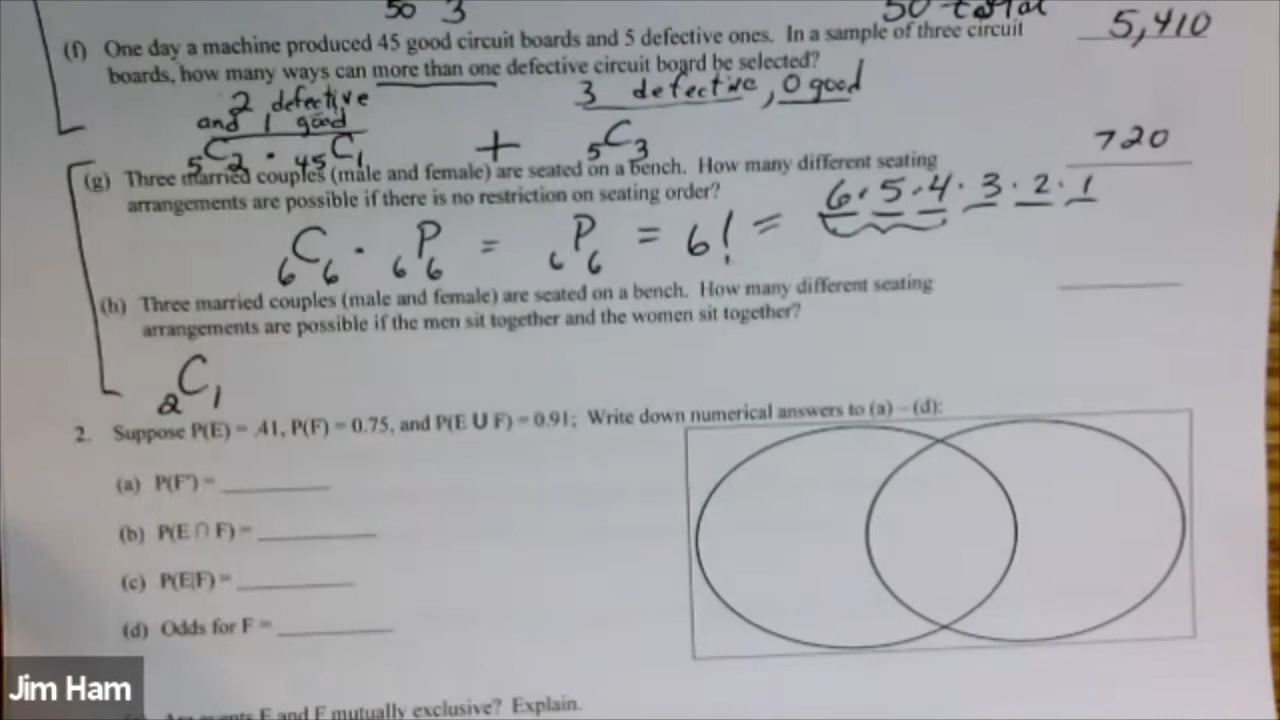 50 3
50 total
(f) One day a machine produced 45 good circuit boards and 5 defective ones. In a sample of three circuit
boards, how many ways can more than one defective circuit board be selected?
5,410
2 defective
and 1 good
3 defective, 0 good
5C2 · 45C1 + 5C3
(g) Three married couples (male and female) are seated on a bench. How many different seating
arrangements are possible if there is no restriction on seating order?
720
6C6 · 6P6 = 6P6 = 6! = 6·5·4·3·2·1
(h) Three married couples (male and female) are seated on a bench. How many different seating
arrangements are possible if the men sit together and the women sit together?
2C1
2. Suppose P(E) = .41, P(F) = 0.75, and P(E U F) = 0.91; Write down numerical answers to (a) – (d):
(a) P(F') =
(b) P(E ∩ F) =
(c) P(E|F) =
(d) Odds for F =
events E and F mutually exclusive? Explain.
Jim Ham